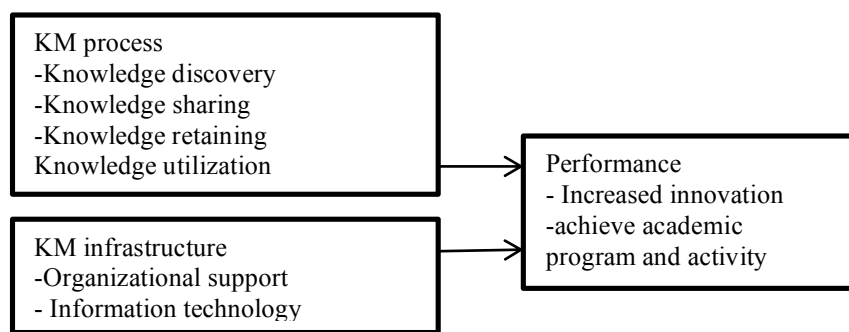 KM process
-Knowledge discovery
-Knowledge sharing
-Knowledge retaining
Knowledge utilization
KM infrastructure
-Organizational support
- Information technology
Performance
- Increased innovation
-achieve academic
program and activity